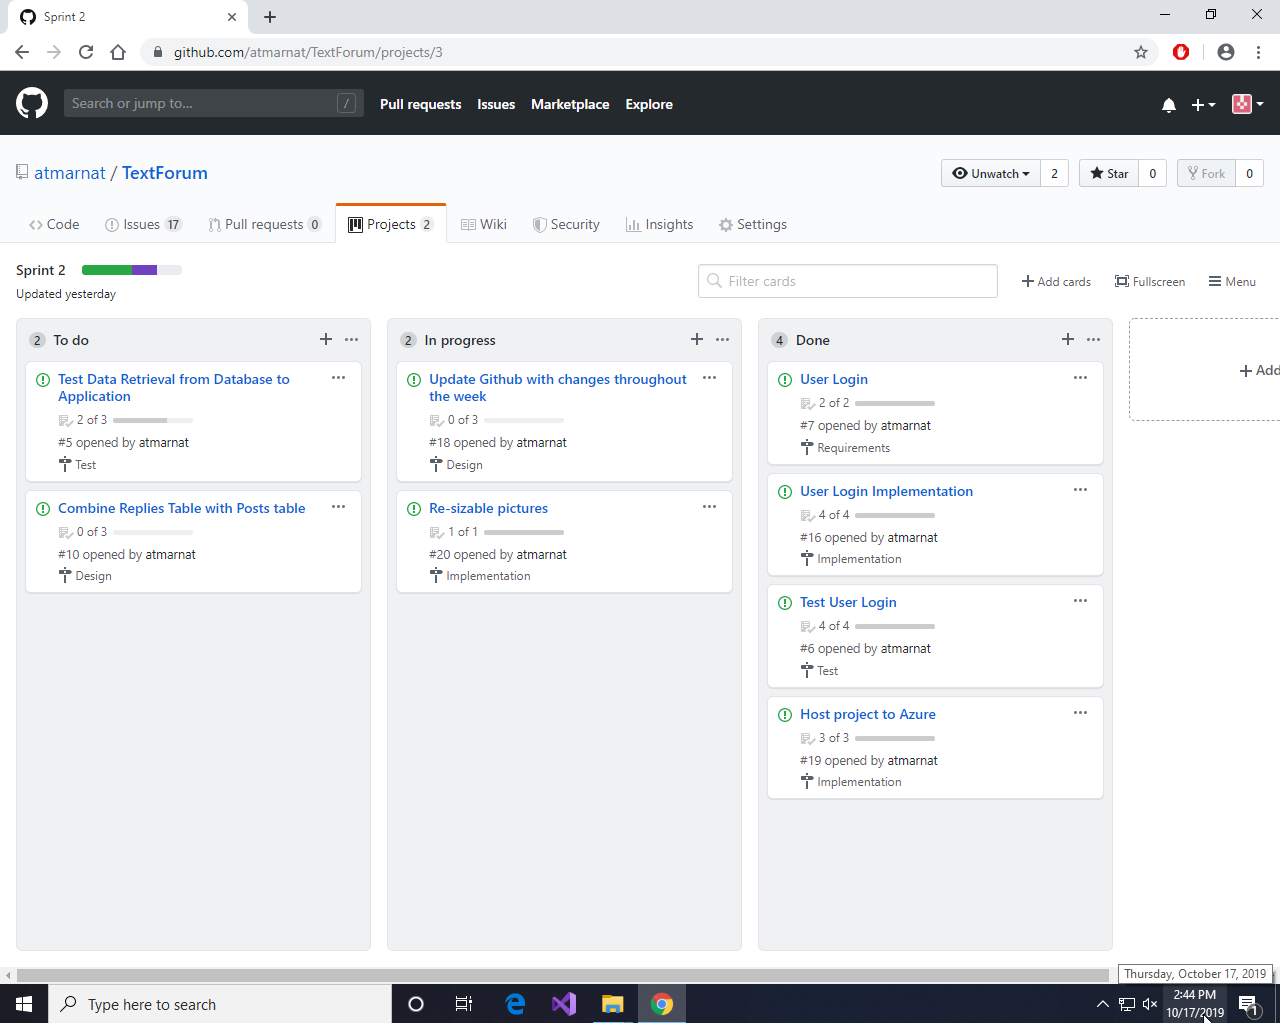 Sprint 2
github.com/atmarnat/TextForum/projects/3
Search or jump to...
/
Pull requests
Issues
Marketplace
Explore
atmarnat / TextForum
Unwatch
2
Star
0
Fork
0
Code
Issues 17
Pull requests 0
Projects 2
Wiki
Security
Insights
Settings
Sprint 2
Updated yesterday
Filter cards
Add cards
Fullscreen
Menu
2 To do
Test Data Retrieval from Database to
Application
2 of 3
#5 opened by atmarnat
Test
Combine Replies Table with Posts table
0 of 3
#10 opened by atmarnat
Design
2 In progress
Update Github with changes throughout
the week
0 of 3
#18 opened by atmarnat
Design
Re-sizable pictures
1 of 1
#20 opened by atmarnat
Implementation
4 Done
User Login
2 of 2
#7 opened by atmarnat
Requirements
User Login Implementation
4 of 4
#16 opened by atmarnat
Implementation
Test User Login
4 of 4
#6 opened by atmarnat
Test
Host project to Azure
3 of 3
#19 opened by atmarnat
Implementation
Add
Thursday, October 17, 2019
Type here to search
2:44 PM
10/17/2019
1